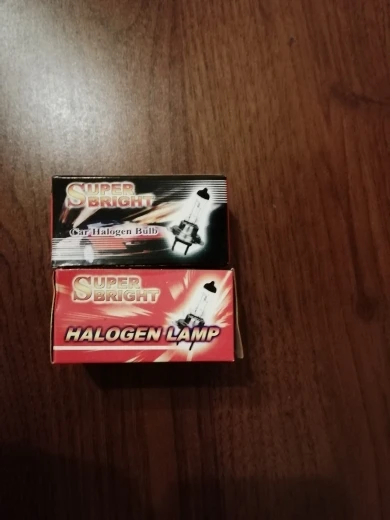 SUPER
BRIGHT
Car Halogen Bulb
SUPER
BRIGHT
HALOGEN LAMP